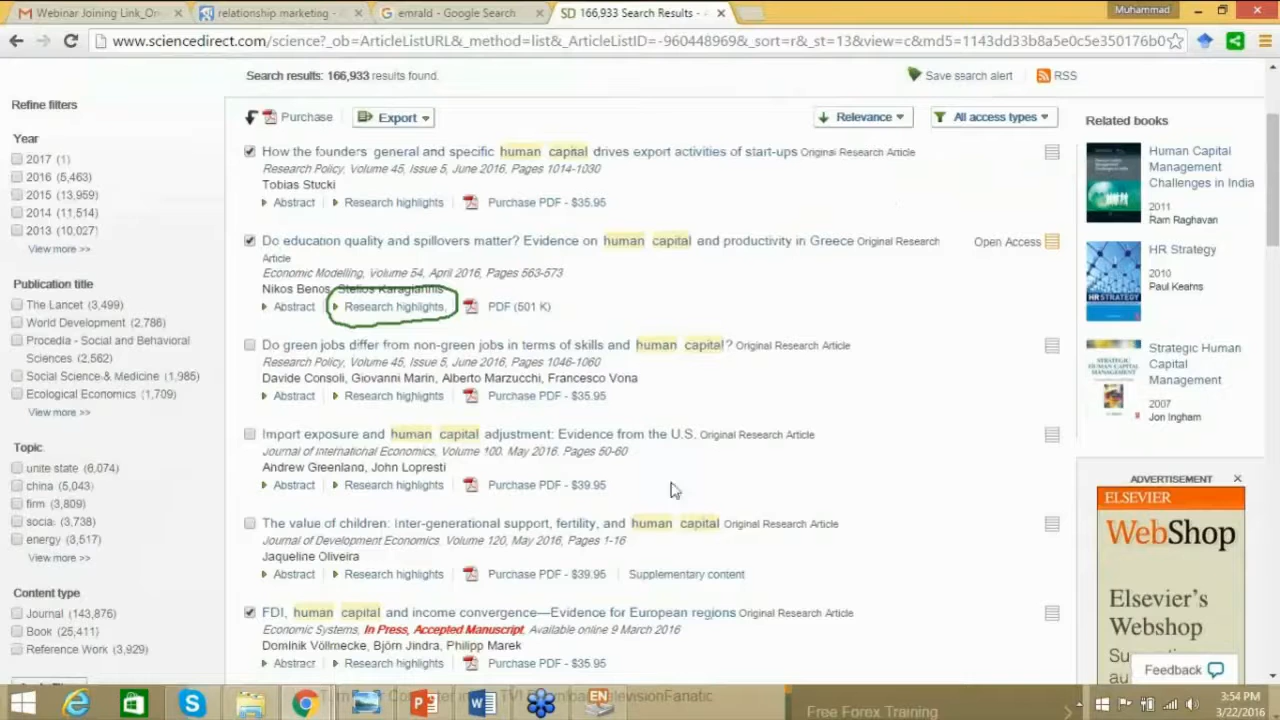 Winar Joining Link_On
relationship marketing -
emrald - Google Search
SD 166,933 Search Results -
Muhammad
www.sciencedirect.com/science?_ob=ArticleListURL&_method=list&_ArticleListID=-960448969&_sort=r&_st=13&view=c&md5=1143dd33b8a5e0c5e350176b0
Search results: 166,933 results found.
Save search alert
RSS
Refine filters
Year
2017 (1)
2016 (5,463)
2015 (13,959)
2014 (11,514)
2013 (10,027)
View more >>
Publication title
The Lancet (3,499)
World Development (2,786)
Procedia - Social and Behavioral
Sciences (2,562)
Social Science & Medicine (1,985)
Ecological Economics (1,709)
View more >>
Topic
unite state (6,074)
china (5,043)
firm (3,809)
social (3,738)
energy (3,517)
View more >>
Content type
Journal (143,876)
Book (25,411)
Reference Work (3,929)
Purchase
Export
Relevance
All access types
How the founders general and specific human capital drives export activities of start-ups Original Research Article
Research Policy, Volume 45, Issue 5, June 2016, Pages 1014-1030
Tobias Stucki
Abstract Research highlights Purchase PDF - $35.95
Do education quality and spillovers matter? Evidence on human capital and productivity in Greece Original Research
Article
Open Access
Economic Modelling, Volume 54, April 2016, Pages 563-573
Nikos Benos, Stelios Karagiannis
Abstract Research highlights PDF (501 K)
Do green jobs differ from non-green jobs in terms of skills and human capital? Original Research Article
Research Policy, Volume 45, Issue 5, June 2016, Pages 1046-1060
Davide Consoli, Giovanni Marin, Alberto Marzucchi, Francesco Vona
Abstract Research highlights Purchase PDF - $35.95
Import exposure and human capital adjustment: Evidence from the U.S. Original Research Article
Journal of International Economics, Volume 100, May 2016, Pages 50-60
Andrew Greenland, John Lopresti
Abstract Research highlights Purchase PDF - $39.95
The value of children: Inter-generational support, fertility, and human capital Original Research Article
Journal of Development Economics, Volume 120, May 2016, Pages 1-16
Jaqueline Oliveira
Abstract Research highlights Purchase PDF - $39.95 Supplementary content
FDI, human capital and income convergence—Evidence for European regions Original Research Article
Economic Systems, In Press, Accepted Manuscript, Available online 9 March 2016
Dominik Völlmecke, Björn Jindra, Philipp Marek
Abstract Research highlights Purchase PDF - $35.95
Related books
Human Capital
Management
Challenges in India
2011
Ram Raghavan
HR Strategy
2010
Paul Kearns
HR STRATEGY
Strategic Human
Capital
Management
2007
Jon Ingham
ADVERTISEMENT
ELSEVIER
WebShop
Elsevier's
Webshop
Su
au
Feedback
EN
Free Forex Training
3:54 PM
3/22/2016